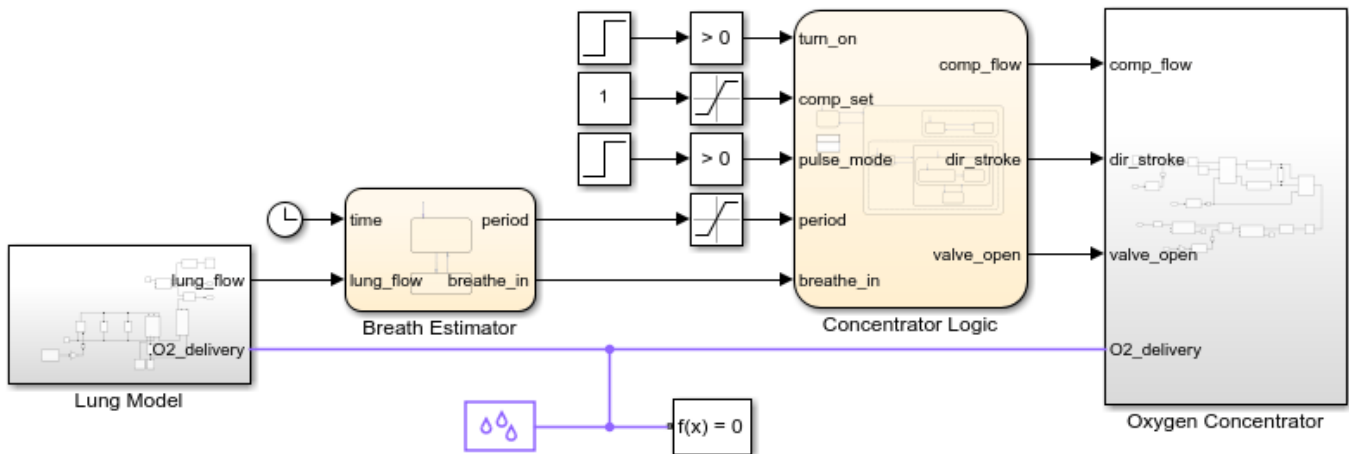 > 0
turn_on
comp_flow
comp_flow
1
comp_set
> 0
pulse_mode
dir_stroke
dir_stroke
time
period
period
valve_open
valve_open
lung_flow
lung_flow
breathe_in
breathe_in
Breath Estimator
Concentrator Logic
O2_delivery
O2_delivery
Lung Model
f(x) = 0
Oxygen Concentrator